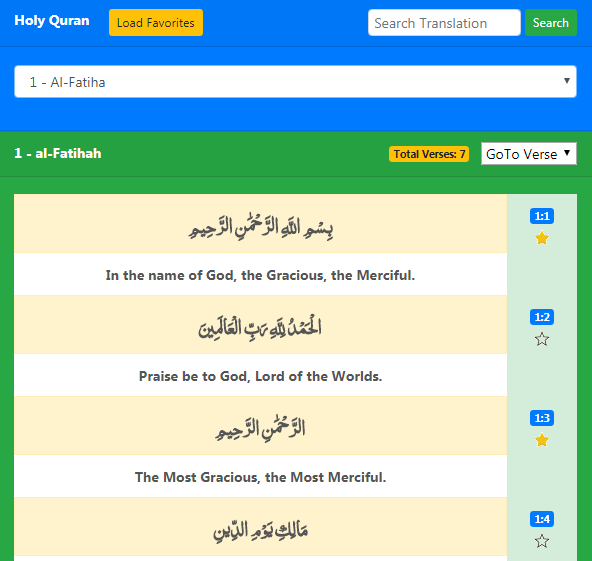 Holy Quran Load Favorites Search Translation Search
1 - Al-Fatiha
1 - al-Fatihah Total Verses: 7 GoTo Verse
بِسْمِ اللَّهِ الرَّحْمَٰنِ الرَّحِيمِ 1:1
In the name of God, the Gracious, the Merciful.
الْحَمْدُ لِلَّهِ رَبِّ الْعَالَمِينَ 1:2
Praise be to God, Lord of the Worlds.
الرَّحْمَٰنِ الرَّحِيمِ 1:3
The Most Gracious, the Most Merciful.
مَالِكِ يَوْمِ الدِّينِ 1:4